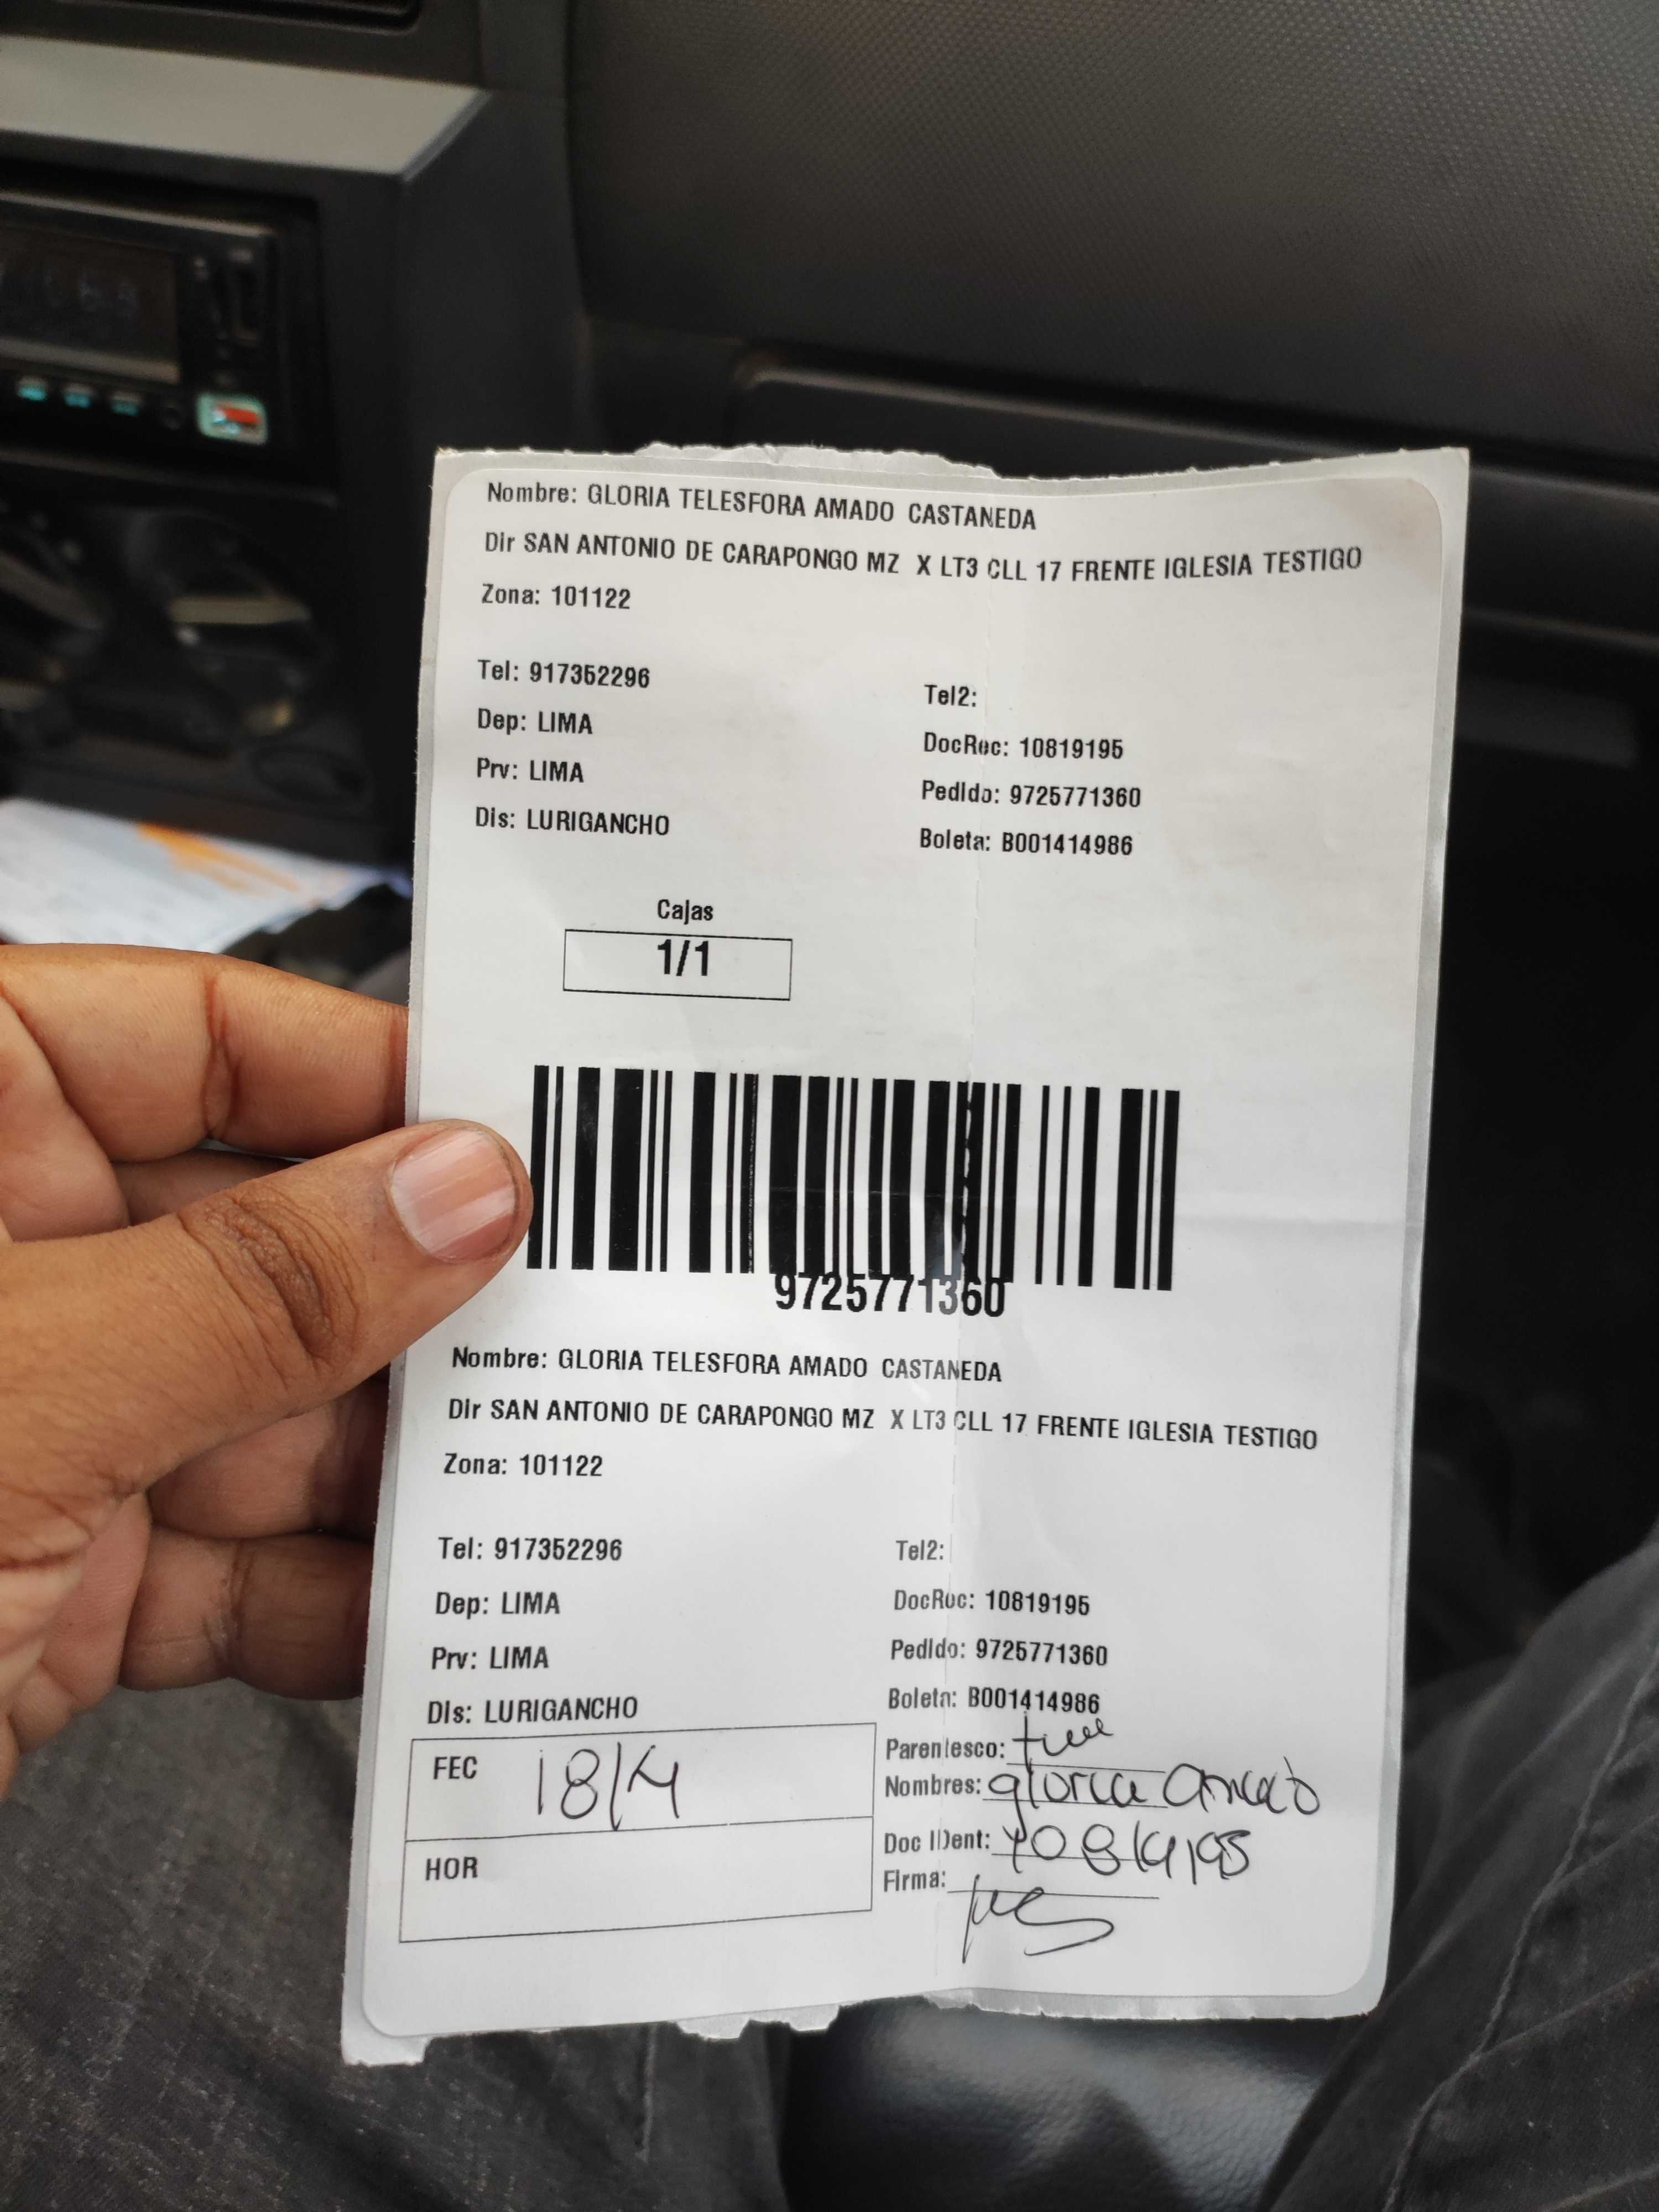 Nombre: GLORIA TELESFORA AMADO CASTANEDA
Dir SAN ANTONIO DE CARAPONGO MZ X LT3 CLL 17 FRENTE IGLESIA TESTIGO
Zona: 101122
Tel: 917352296
Tel2:
Dep: LIMA
DocRec: 10819195
Prv: LIMA
Pedido: 9725771360
Dis: LURIGANCHO
Boleta: B001414986
Cajas
1/1
9725771360
Nombre: GLORIA TELESFORA AMADO CASTANEDA
Dir SAN ANTONIO DE CARAPONGO MZ X LT3 CLL 17 FRENTE IGLESIA TESTIGO
Zona: 101122
Tel: 917352296
Tel2:
Dep: LIMA
DocRec: 10819195
Prv: LIMA
Pedido: 9725771360
Dis: LURIGANCHO
Boleta: B001414986
FEC 18/4
Parentesco:
Nombres: gloria Amado
HOR
Doc IDent:
Firma: